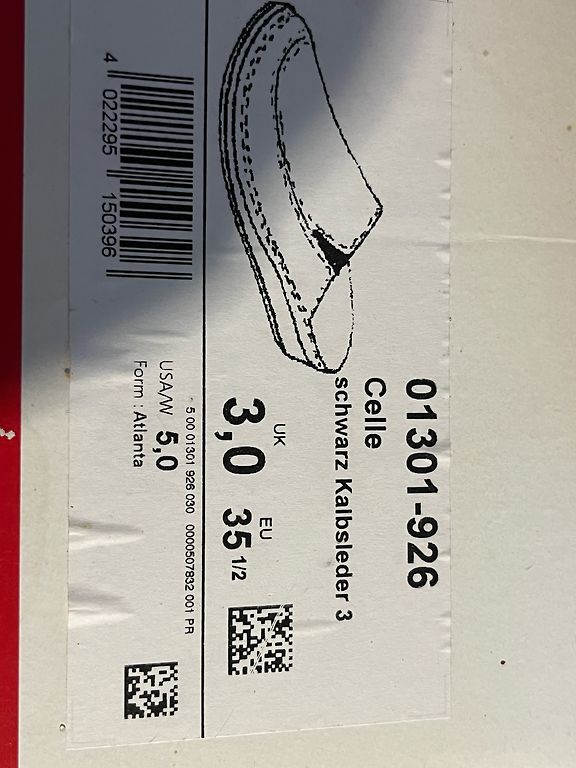 01301-926
Celle
schwarz Kalbsleder 3
UK
3,0
EU
35 1/2
5 00 01301 926 030 0000507832 001 PR
USA/W 5,0
Form : Atlanta
4 022295 150396